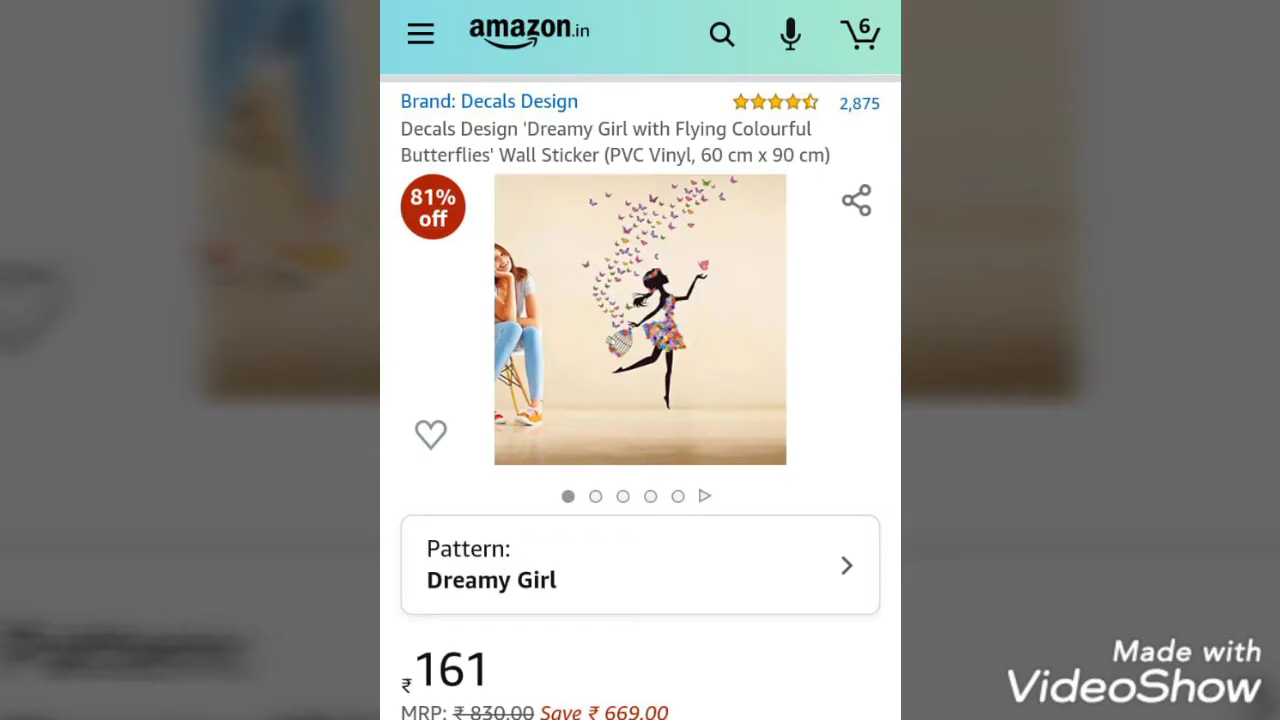 amazon.in
6
Brand: Decals Design
2,875
Decals Design 'Dreamy Girl with Flying Colourful
Butterflies' Wall Sticker (PVC Vinyl, 60 cm x 90 cm)
81%
off
Pattern:
Dreamy Girl
₹161
MRP: ₹ 830.00 Save ₹ 669.00
Made with
VideoShow